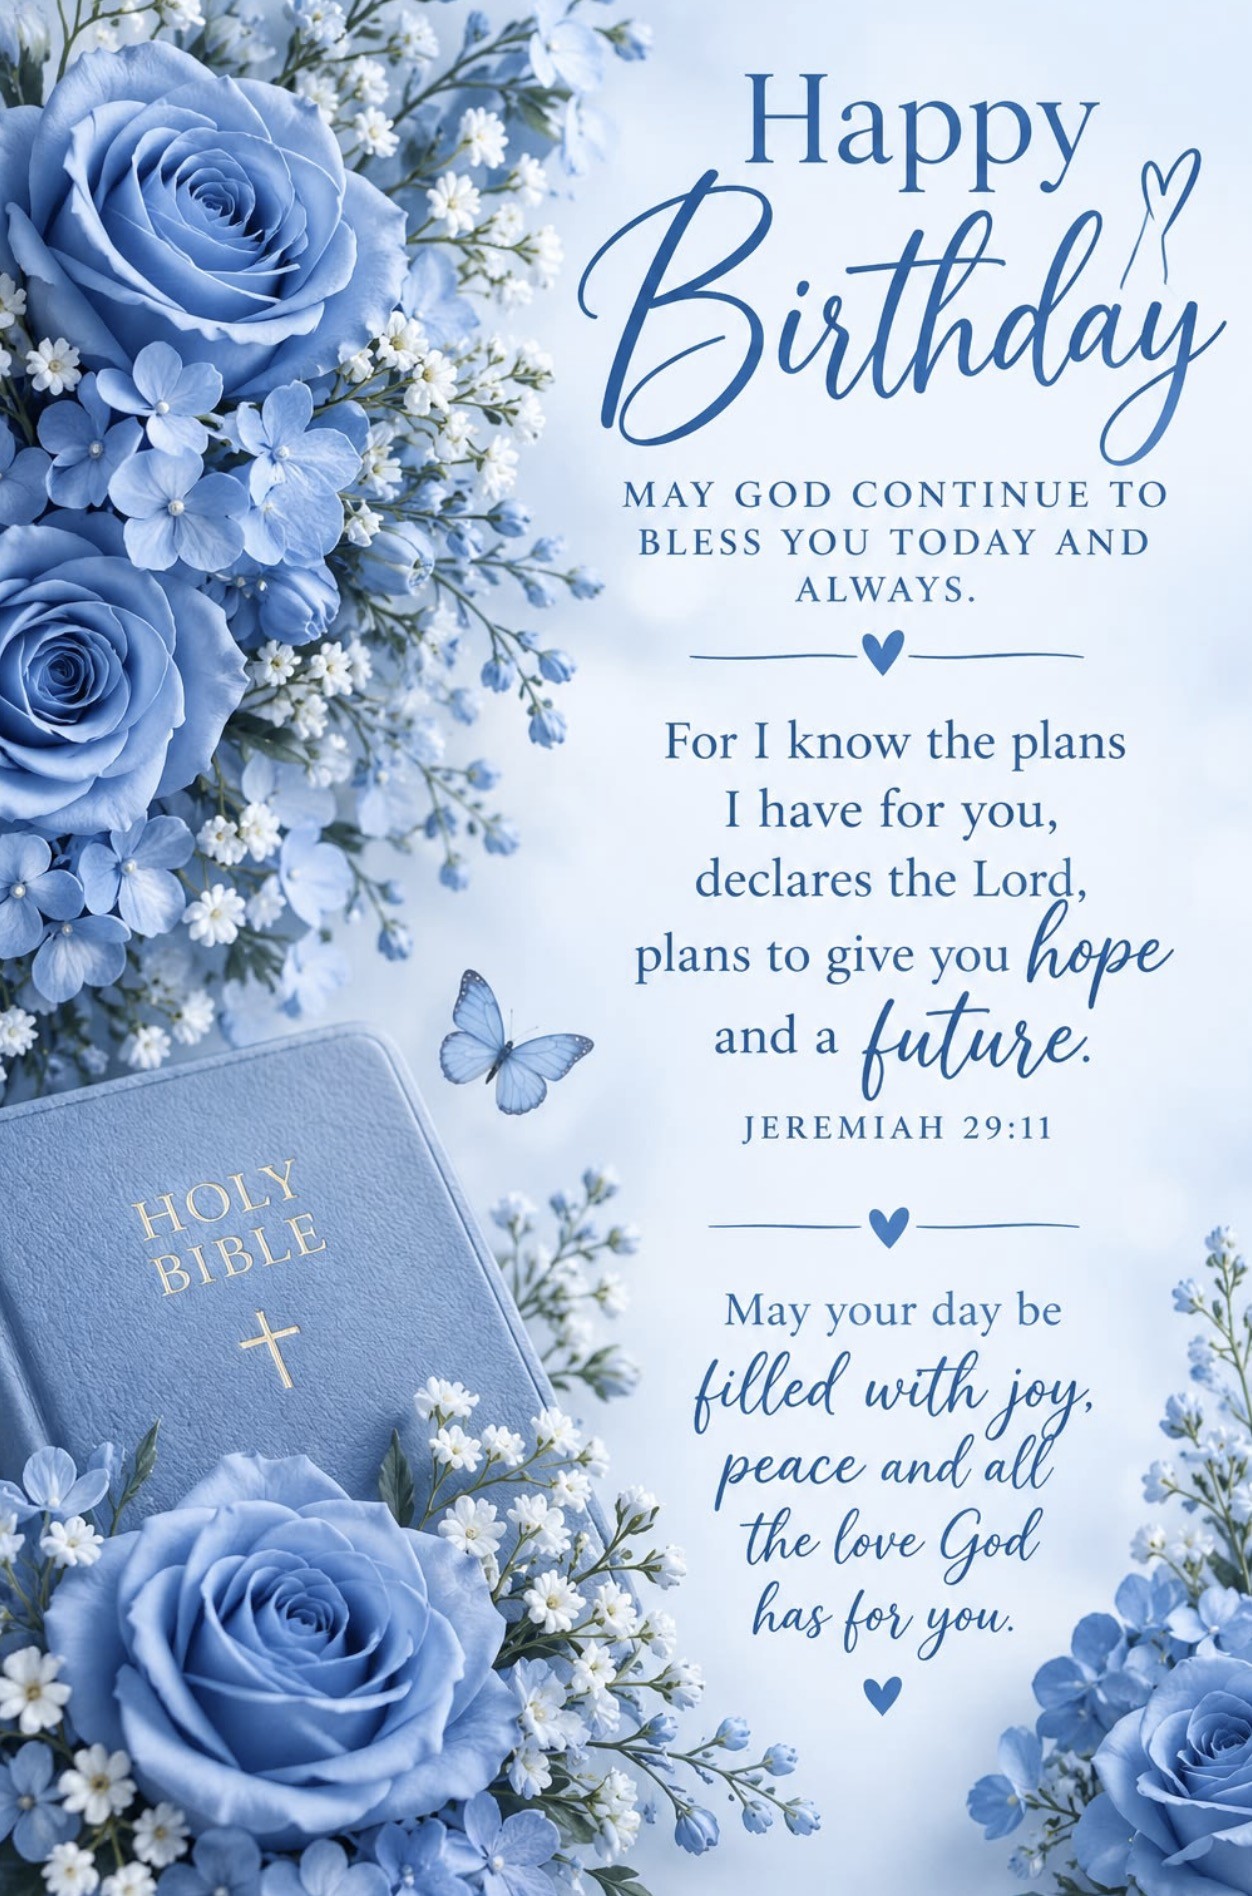 Happy
Birthday
MAY GOD CONTINUE TO
BLESS YOU TODAY AND
ALWAYS.
For I know the plans
I have for you,
declares the Lord,
plans to give you hope
and a future.
JEREMIAH 29:11
May your day be
filled with joy,
peace and all
the love God
has for you.
HOLY
BIBLE